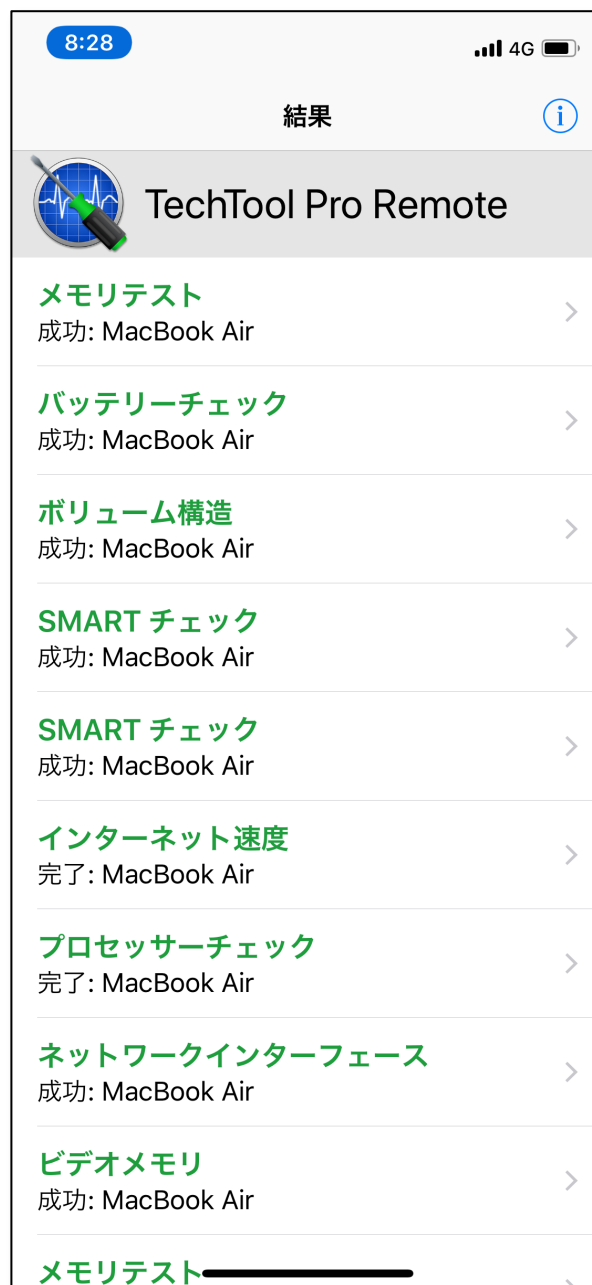 8:28
4G
結果
TechTool Pro Remote
メモリテスト
成功: MacBook Air
バッテリーチェック
成功: MacBook Air
ボリューム構造
成功: MacBook Air
SMART チェック
成功: MacBook Air
SMART チェック
成功: MacBook Air
インターネット速度
完了: MacBook Air
プロセッサーチェック
完了: MacBook Air
ネットワークインターフェース
成功: MacBook Air
ビデオメモリ
成功: MacBook Air
メモリテスト